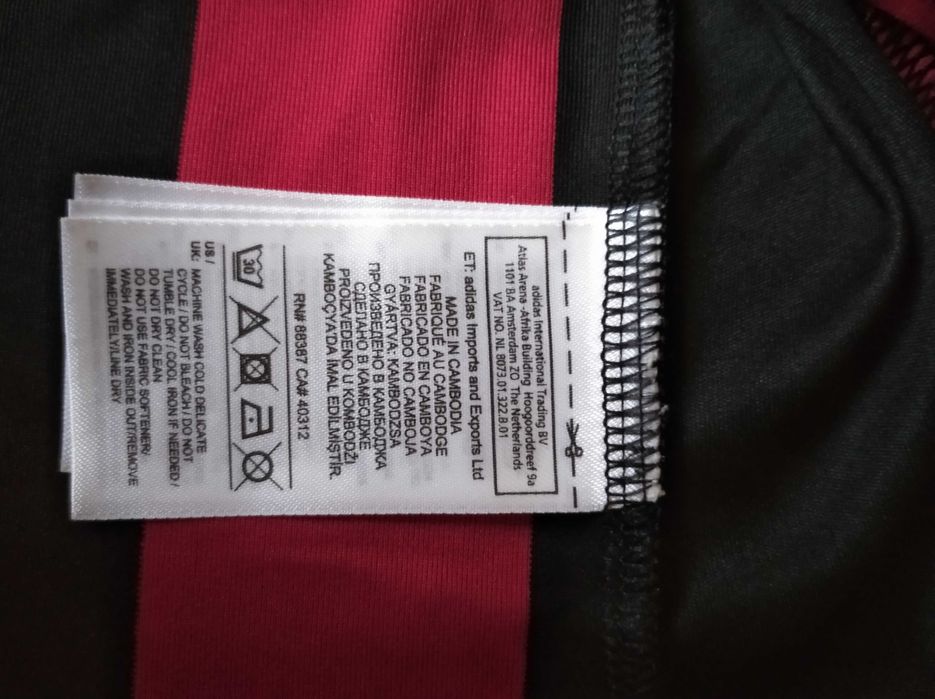 adidas International Trading BV
Atlas Arena -Afrika Building Hoogoorddreef 9a
1101 BA Amsterdam ZO The Netherlands
VAT NO. NL 8073.01.322.B.01
ET: adidas Imports and Exports Ltd
MADE IN CAMBODIA
FABRIQUÉ AU CAMBODGE
FABRICADO EN CAMBOYA
FABRICADO NO CAMBOJA
GYÁRTVA: KAMBODZSA
ПРОИЗВЕДЕНО В КАМБОДЖА
СДЕЛАНО В КАМБОДЖЕ
PROIZVEDENO U KOMBODŽI
KAMBOÇYA'DA İMAL EDİLMİŞTİR.
RN# 88387 CA# 40312
30
US /
UK: MACHINE WASH COLD DELICATE
CYCLE / DO NOT BLEACH / DO NOT
TUMBLE DRY / COOL IRON IF NEEDED /
DO NOT DRY CLEAN
DO NOT USE FABRIC SOFTENER/
WASH AND IRON INSIDE OUT/REMOVE
IMMEDIATELY/LINE DRY